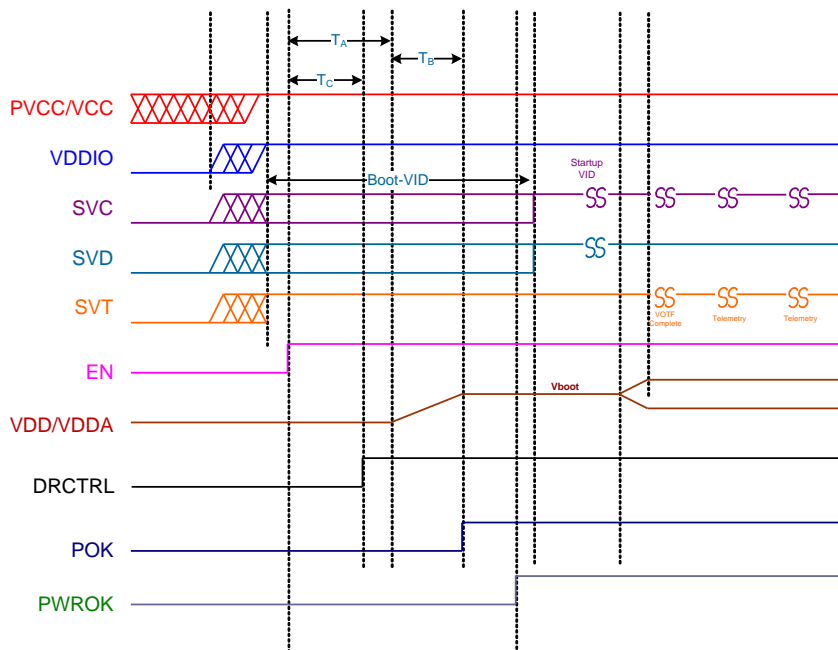 TA
TB
TC
PVCC/VCC
VDDIO
Startup
VID
Boot-VID
SVC
SVD
SVT
VOTF
Complete
Telemetry
Telemetry
EN
Vboot
VDD/VDDA
DRCTRL
POK
PWROK